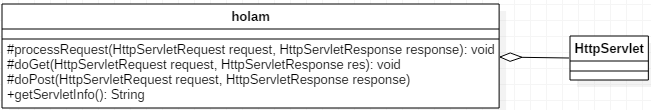 holam
#processRequest(HttpServletRequest request, HttpServletResponse response): void
#doGet(HttpServletRequest request, HttpServletResponse res): void
#doPost(HttpServletRequest request, HttpServletResponse response)
+getServletInfo(): String
HttpServlet